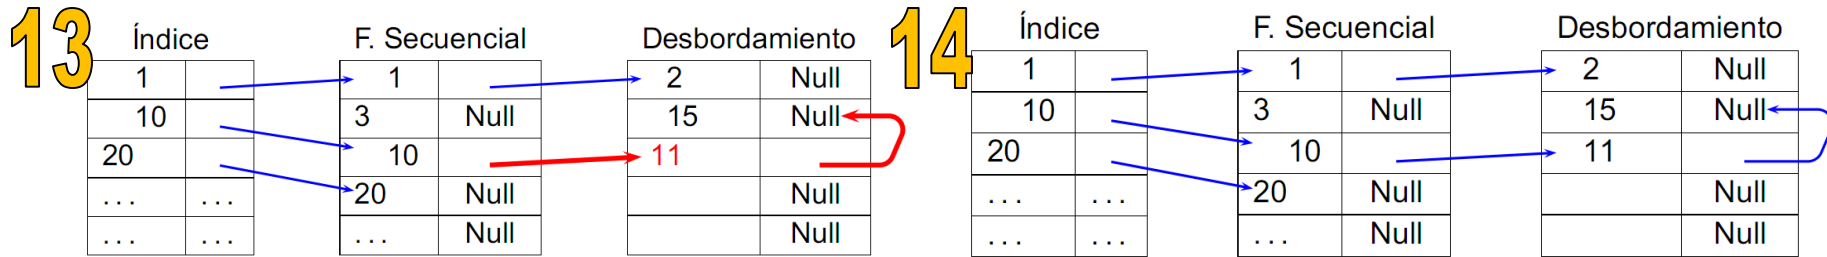 13
Índice F. Secuencial Desbordamiento
1 1 2 Null
10 3 Null 15 Null
20 10 11
... ... 20 Null Null
... ... ... Null Null
14
Índice F. Secuencial Desbordamiento
1 1 2 Null
10 3 Null 15 Null
20 10 11
... ... 20 Null Null
... ... ... Null Null